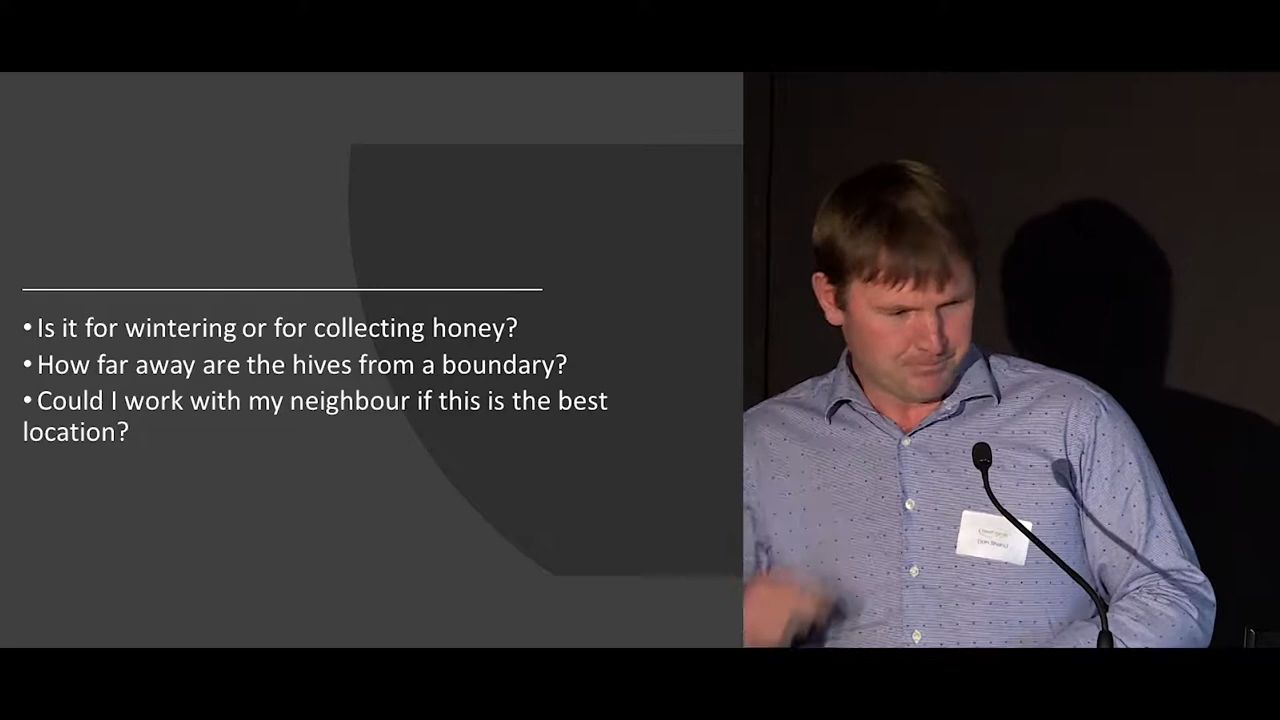 • Is it for wintering or for collecting honey?
• How far away are the hives from a boundary?
• Could I work with my neighbour if this is the best
location?